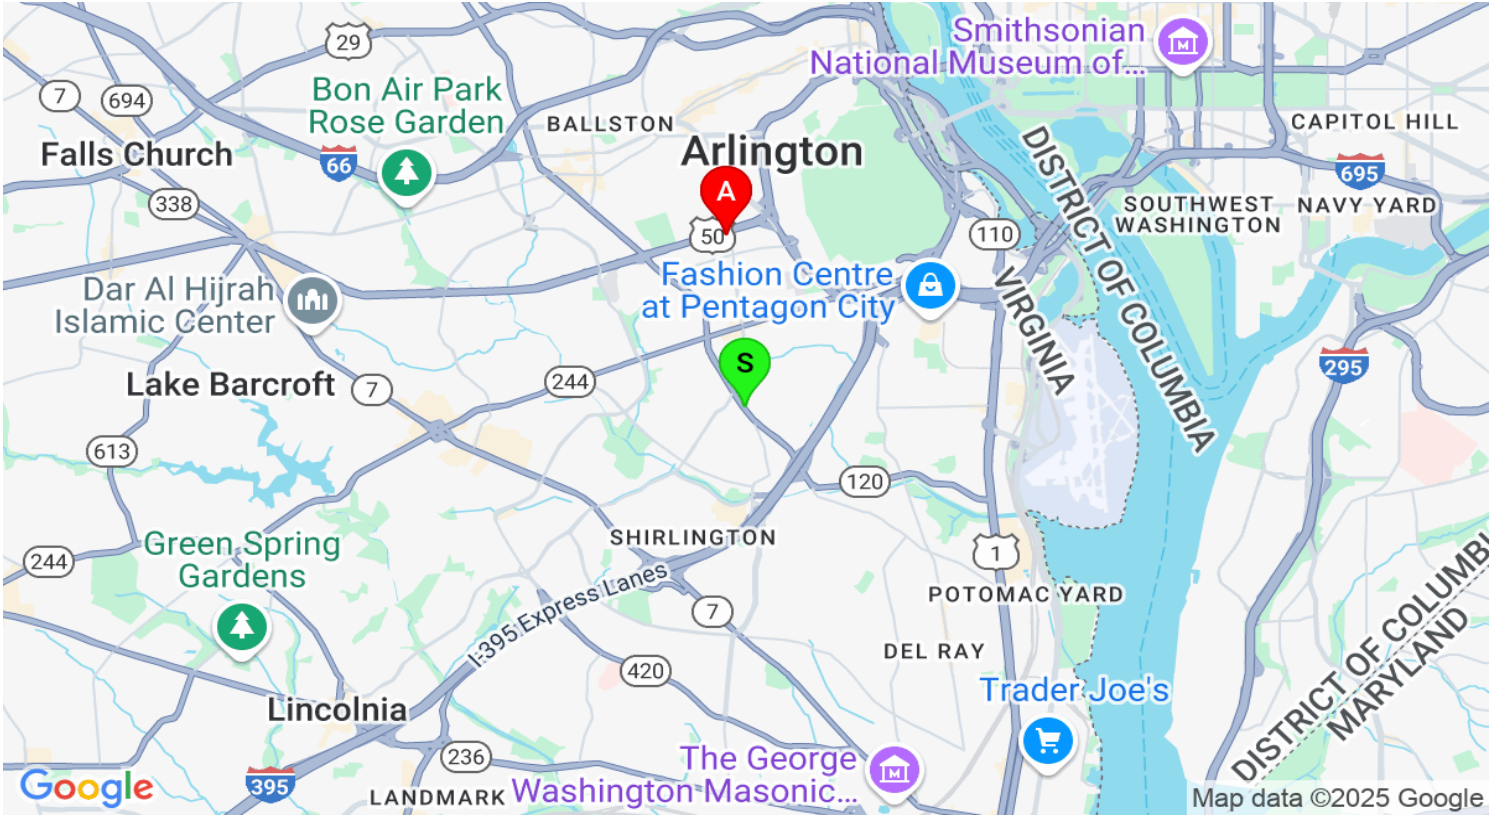 29
Smithsonian
National Museum of...
7
694
Bon Air Park
Rose Garden
BALLSTON
CAPITOL HILL
Falls Church
66
Arlington
695
A
338
SOUTHWEST
WASHINGTON
NAVY YARD
50
110
DISTRICT OF COLUMBIA
VIRGINIA
Fashion Centre
at Pentagon City
Dar Al Hijrah
Islamic Center
S
295
Lake Barcroft
7
244
613
120
SHIRLINGTON
Green Spring
Gardens
244
1
I-395 Express Lanes
7
POTOMAC YARD
DEL RAY
420
Trader Joe's
DISTRICT OF COLUMBI
MARYLAND
Lincolnia
236
The George
Washington Masonic...
395
LANDMARK
Google
Map data ©2025 Google